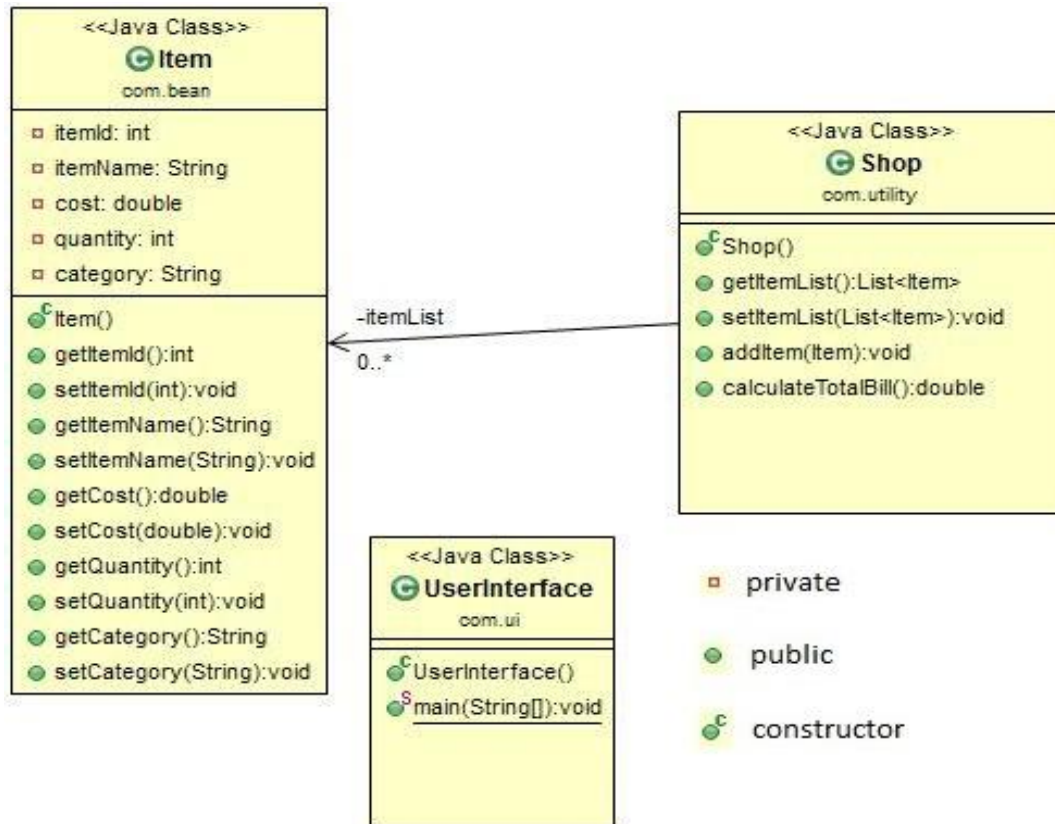 <<Java Class>>
Item
com.bean
itemId: int
itemName: String
cost: double
quantity: int
category: String
Item()
getItemId():int
setItemId(int):void
getItemName():String
setItemName(String):void
getCost():double
setCost(double):void
getQuantity():int
setQuantity(int):void
getCategory():String
setCategory(String):void
-itemList
0..*
<<Java Class>>
Shop
com.utility
Shop()
getItemList():List<Item>
setItemList(List<Item>):void
addItem(Item):void
calculateTotalBill():double
<<Java Class>>
UserInterface
com.ui
UserInterface()
main(String[]):void
private
public
constructor